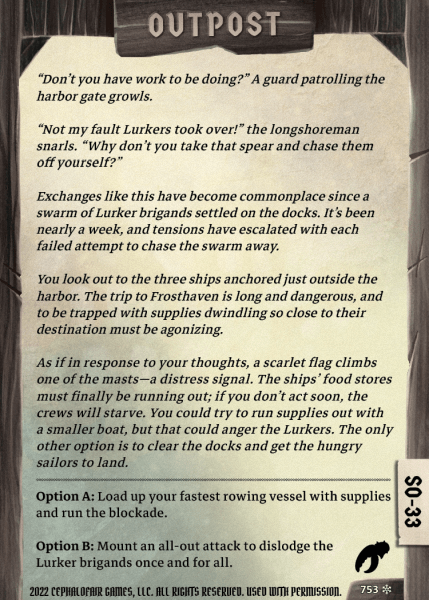 OUTPOST
“Don’t you have work to be doing?” A guard patrolling the
harbor gate growls.
“Not my fault Lurkers took over!” the longshoreman
snarls. “Why don’t you take that spear and chase them
off yourself?”
Exchanges like this have become commonplace since a
swarm of Lurker brigands settled on the docks. It’s been
nearly a week, and tensions have escalated with each
failed attempt to chase the swarm away.
You look out to the three ships anchored just outside the
harbor. The trip to Frosthaven is long and dangerous, and
to be trapped with supplies dwindling so close to their
destination must be agonizing.
As if in response to your thoughts, a scarlet flag climbs
one of the masts—a distress signal. The ships’ food stores
must finally be running out; if you don’t act soon, the
crews will starve. You could try to run supplies out with
a smaller boat, but that could anger the Lurkers. The only
other option is to clear the docks and get the hungry
sailors to land.
Option A: Load up your fastest rowing vessel with supplies
and run the blockade.
Option B: Mount an all-out attack to dislodge the
Lurker brigands once and for all.
SO-33
2022 CEPHALOFAIR GAMES, LLC. ALL RIGHTS RESERVED. USED WITH PERMISSION.
753